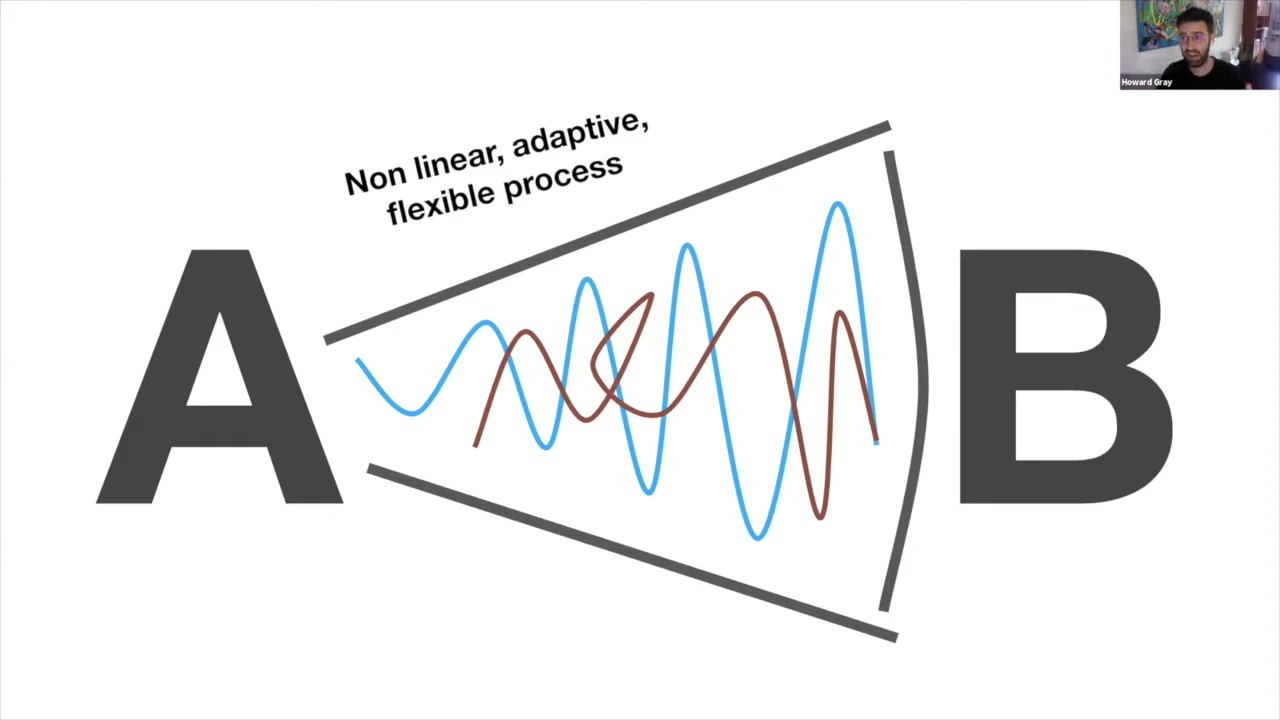 Howard Gray
Non linear, adaptive,
flexible process
A
B